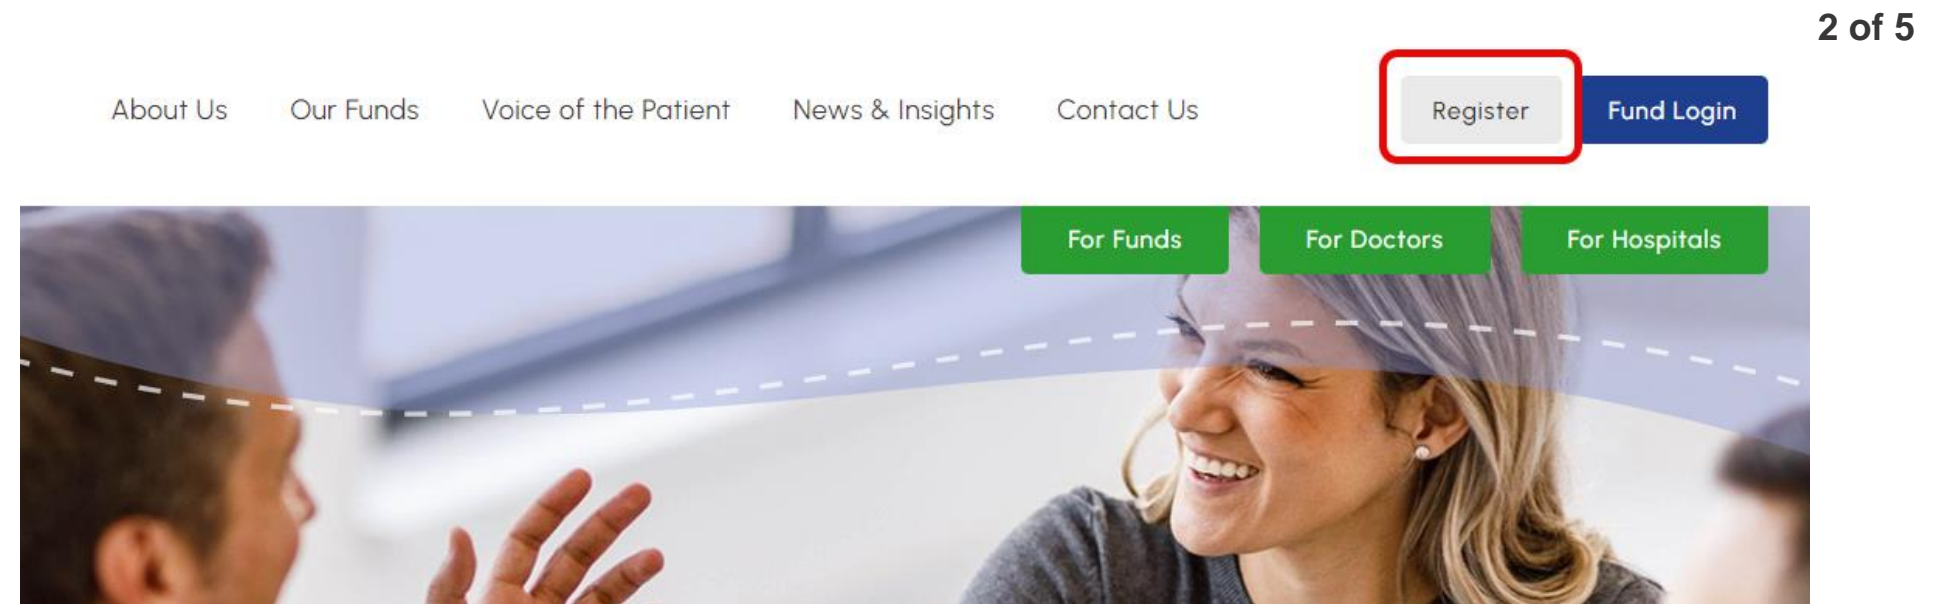 2 of 5
About Us Our Funds Voice of the Patient News & Insights Contact Us Register Fund Login
For Funds For Doctors For Hospitals